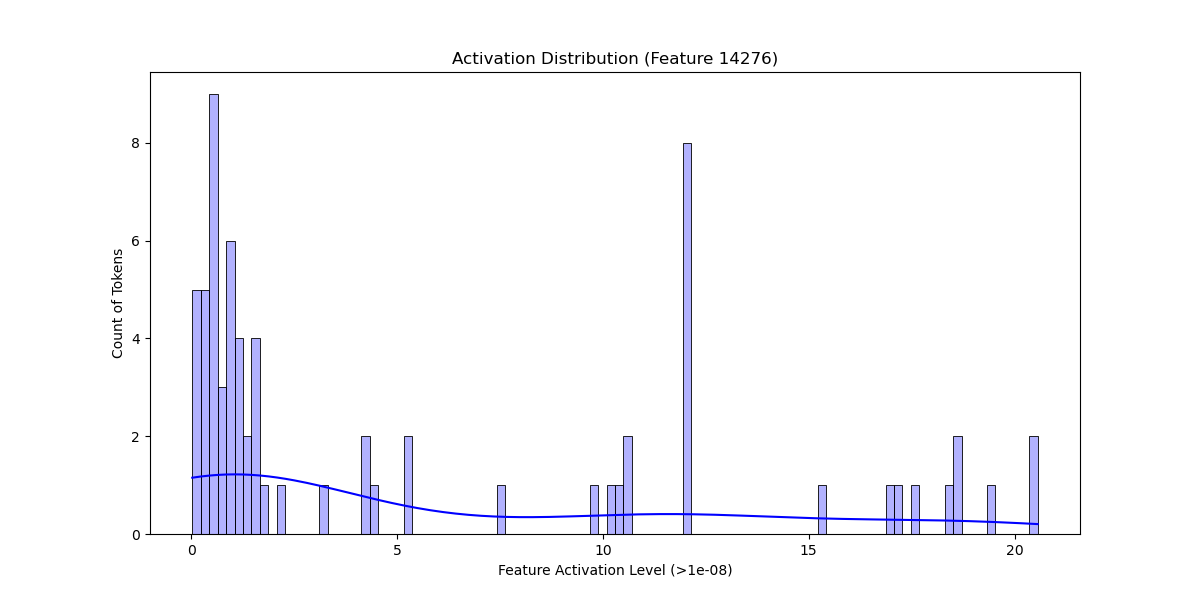 Activation Distribution (Feature 14276)
Count of Tokens
8
6
4
2
0
0 5 10 15 20
Feature Activation Level (>1e-08)